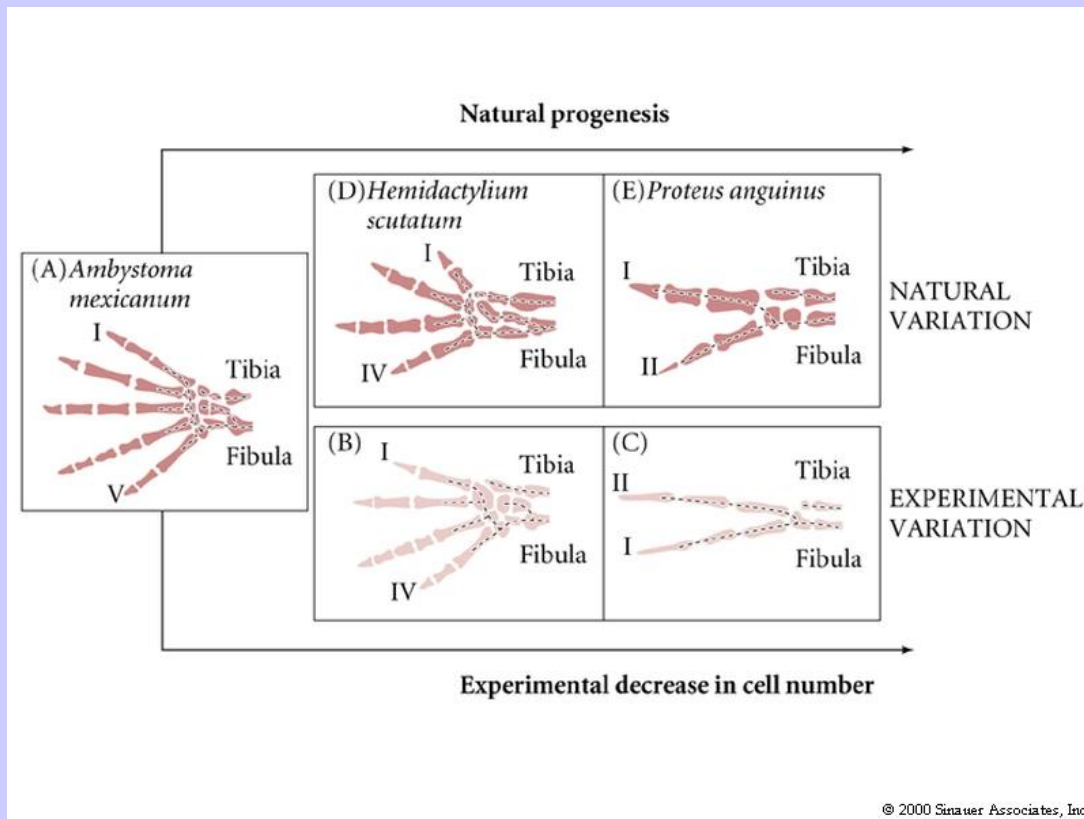 Natural progenesis
(A) Ambystoma
mexicanum
I
Tibia
Fibula
V
(D) Hemidactylium
scutatum
I
Tibia
IV
Fibula
(E) Proteus anguinus
I
Tibia
II
Fibula
NATURAL
VARIATION
(B)
I
Tibia
Fibula
IV
(C)
II
Tibia
I
Fibula
EXPERIMENTAL
VARIATION
Experimental decrease in cell number
© 2000 Sinauer Associates, Inc